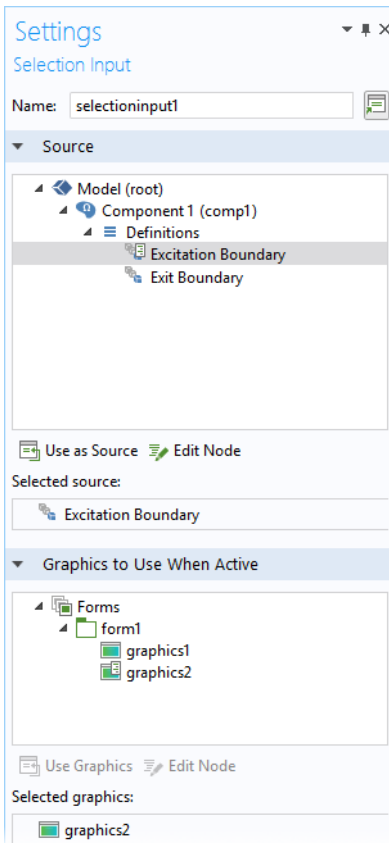 Settings
Selection Input
Name: selectioninput1
Source
Model (root)
Component 1 (comp1)
Definitions
Excitation Boundary
Exit Boundary
Use as Source Edit Node
Selected source:
Excitation Boundary
Graphics to Use When Active
Forms
form1
graphics1
graphics2
Use Graphics Edit Node
Selected graphics:
graphics2